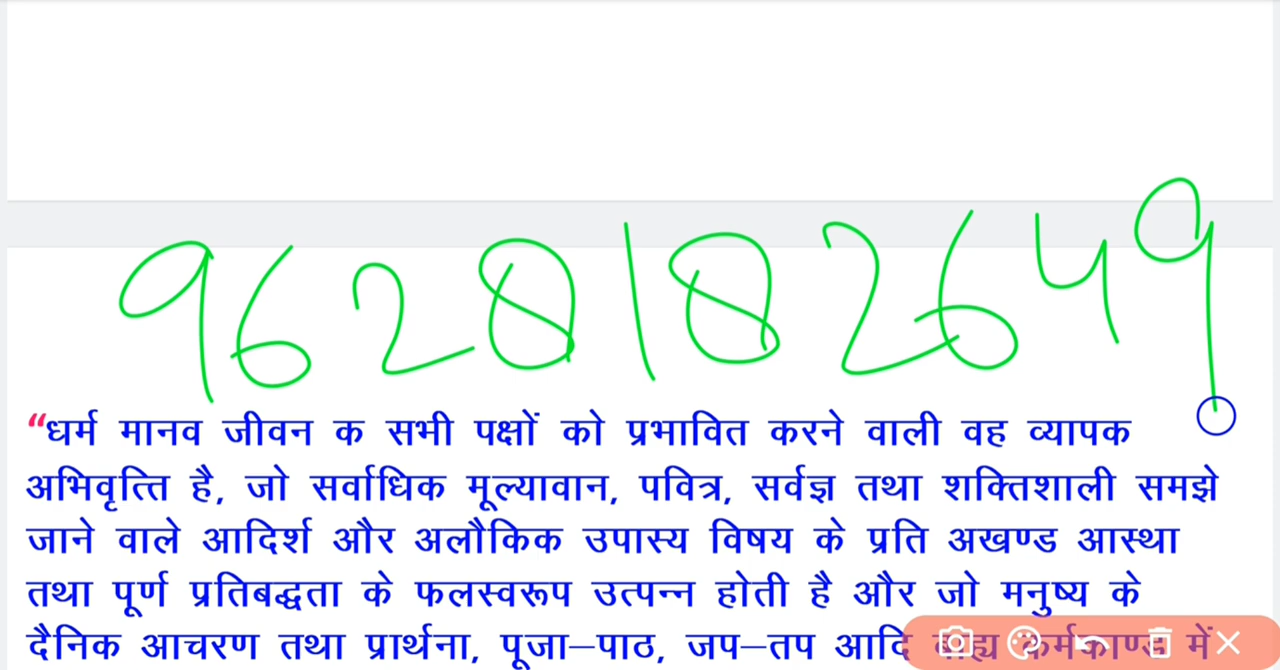 9628182649
“धर्म मानव जीवन क सभी पक्षों को प्रभावित करने वाली वह व्यापक
अभिवृत्ति है, जो सर्वाधिक मूल्यावान, पवित्र, सर्वज्ञ तथा शक्तिशाली समझे
जाने वाले आदिर्श और अलौकिक उपास्य विषय के प्रति अखण्ड आस्था
तथा पूर्ण प्रतिबद्धता के फलस्वरूप उत्पन्न होती है और जो मनुष्य के
दैनिक आचरण तथा प्रार्थना, पूजा–पाठ, जप–तप आदि बाह्य कर्मकाण्ड में